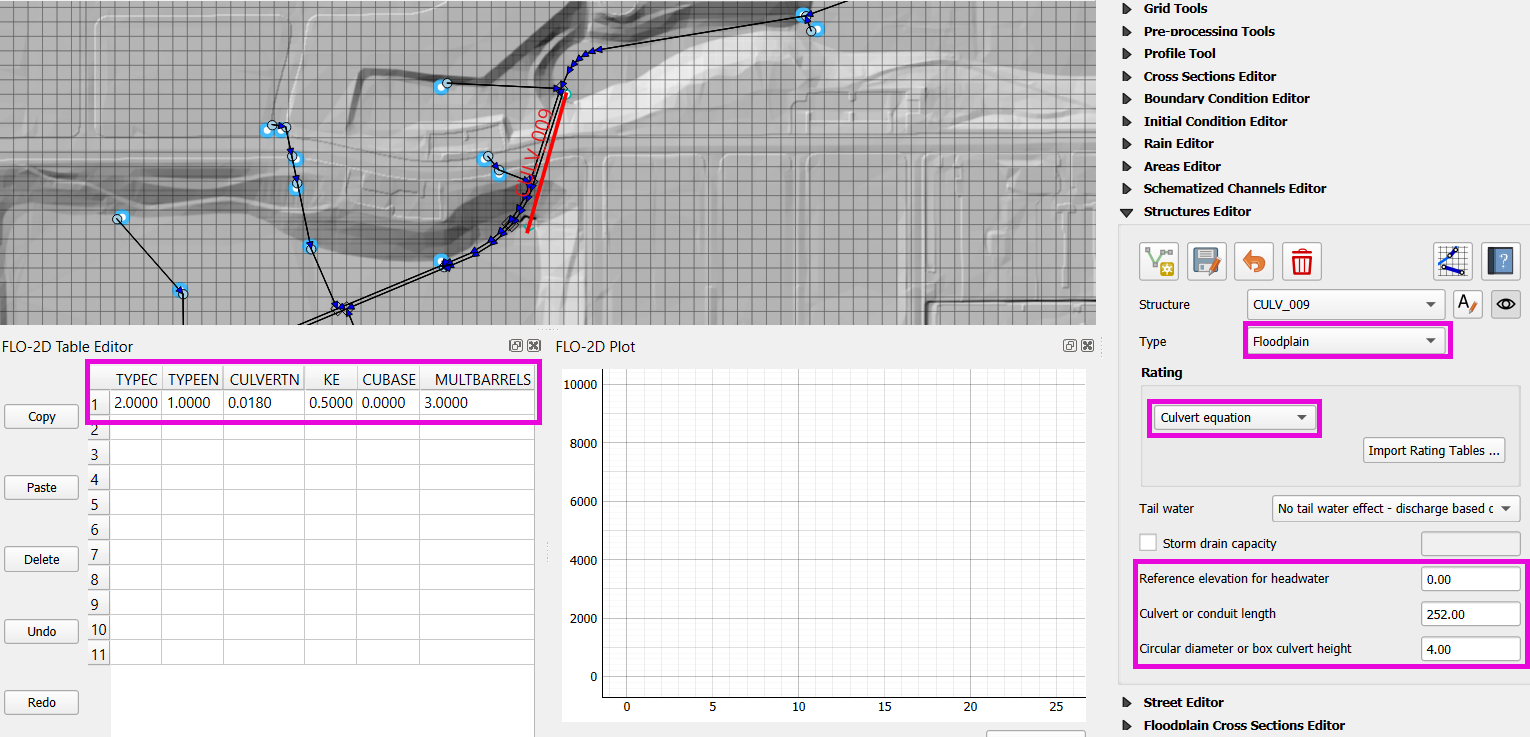 Grid Tools
Pre-processing Tools
Profile Tool
Cross Sections Editor
Boundary Condition Editor
Initial Condition Editor
Rain Editor
Areas Editor
Schematized Channels Editor
Structures Editor
CULV_009
Structure CULV_009
Type Floodplain
Rating
Culvert equation
Import Rating Tables ...
Tail water No tail water effect - discharge based c
Storm drain capacity
Reference elevation for headwater 0.00
Culvert or conduit length 252.00
Circular diameter or box culvert height 4.00
Street Editor
Floodplain Cross Sections Editor
FLO-2D Table Editor
TYPEC TYPEEN CULVERTN KE CUBASE MULTBARRELS
1 2.0000 1.0000 0.0180 0.5000 0.0000 3.0000
2
3
4
5
6
7
8
9
10
11
Copy
Paste
Delete
Undo
Redo
FLO-2D Plot
10000
8000
6000
4000
2000
0
0 5 10 15 20 25